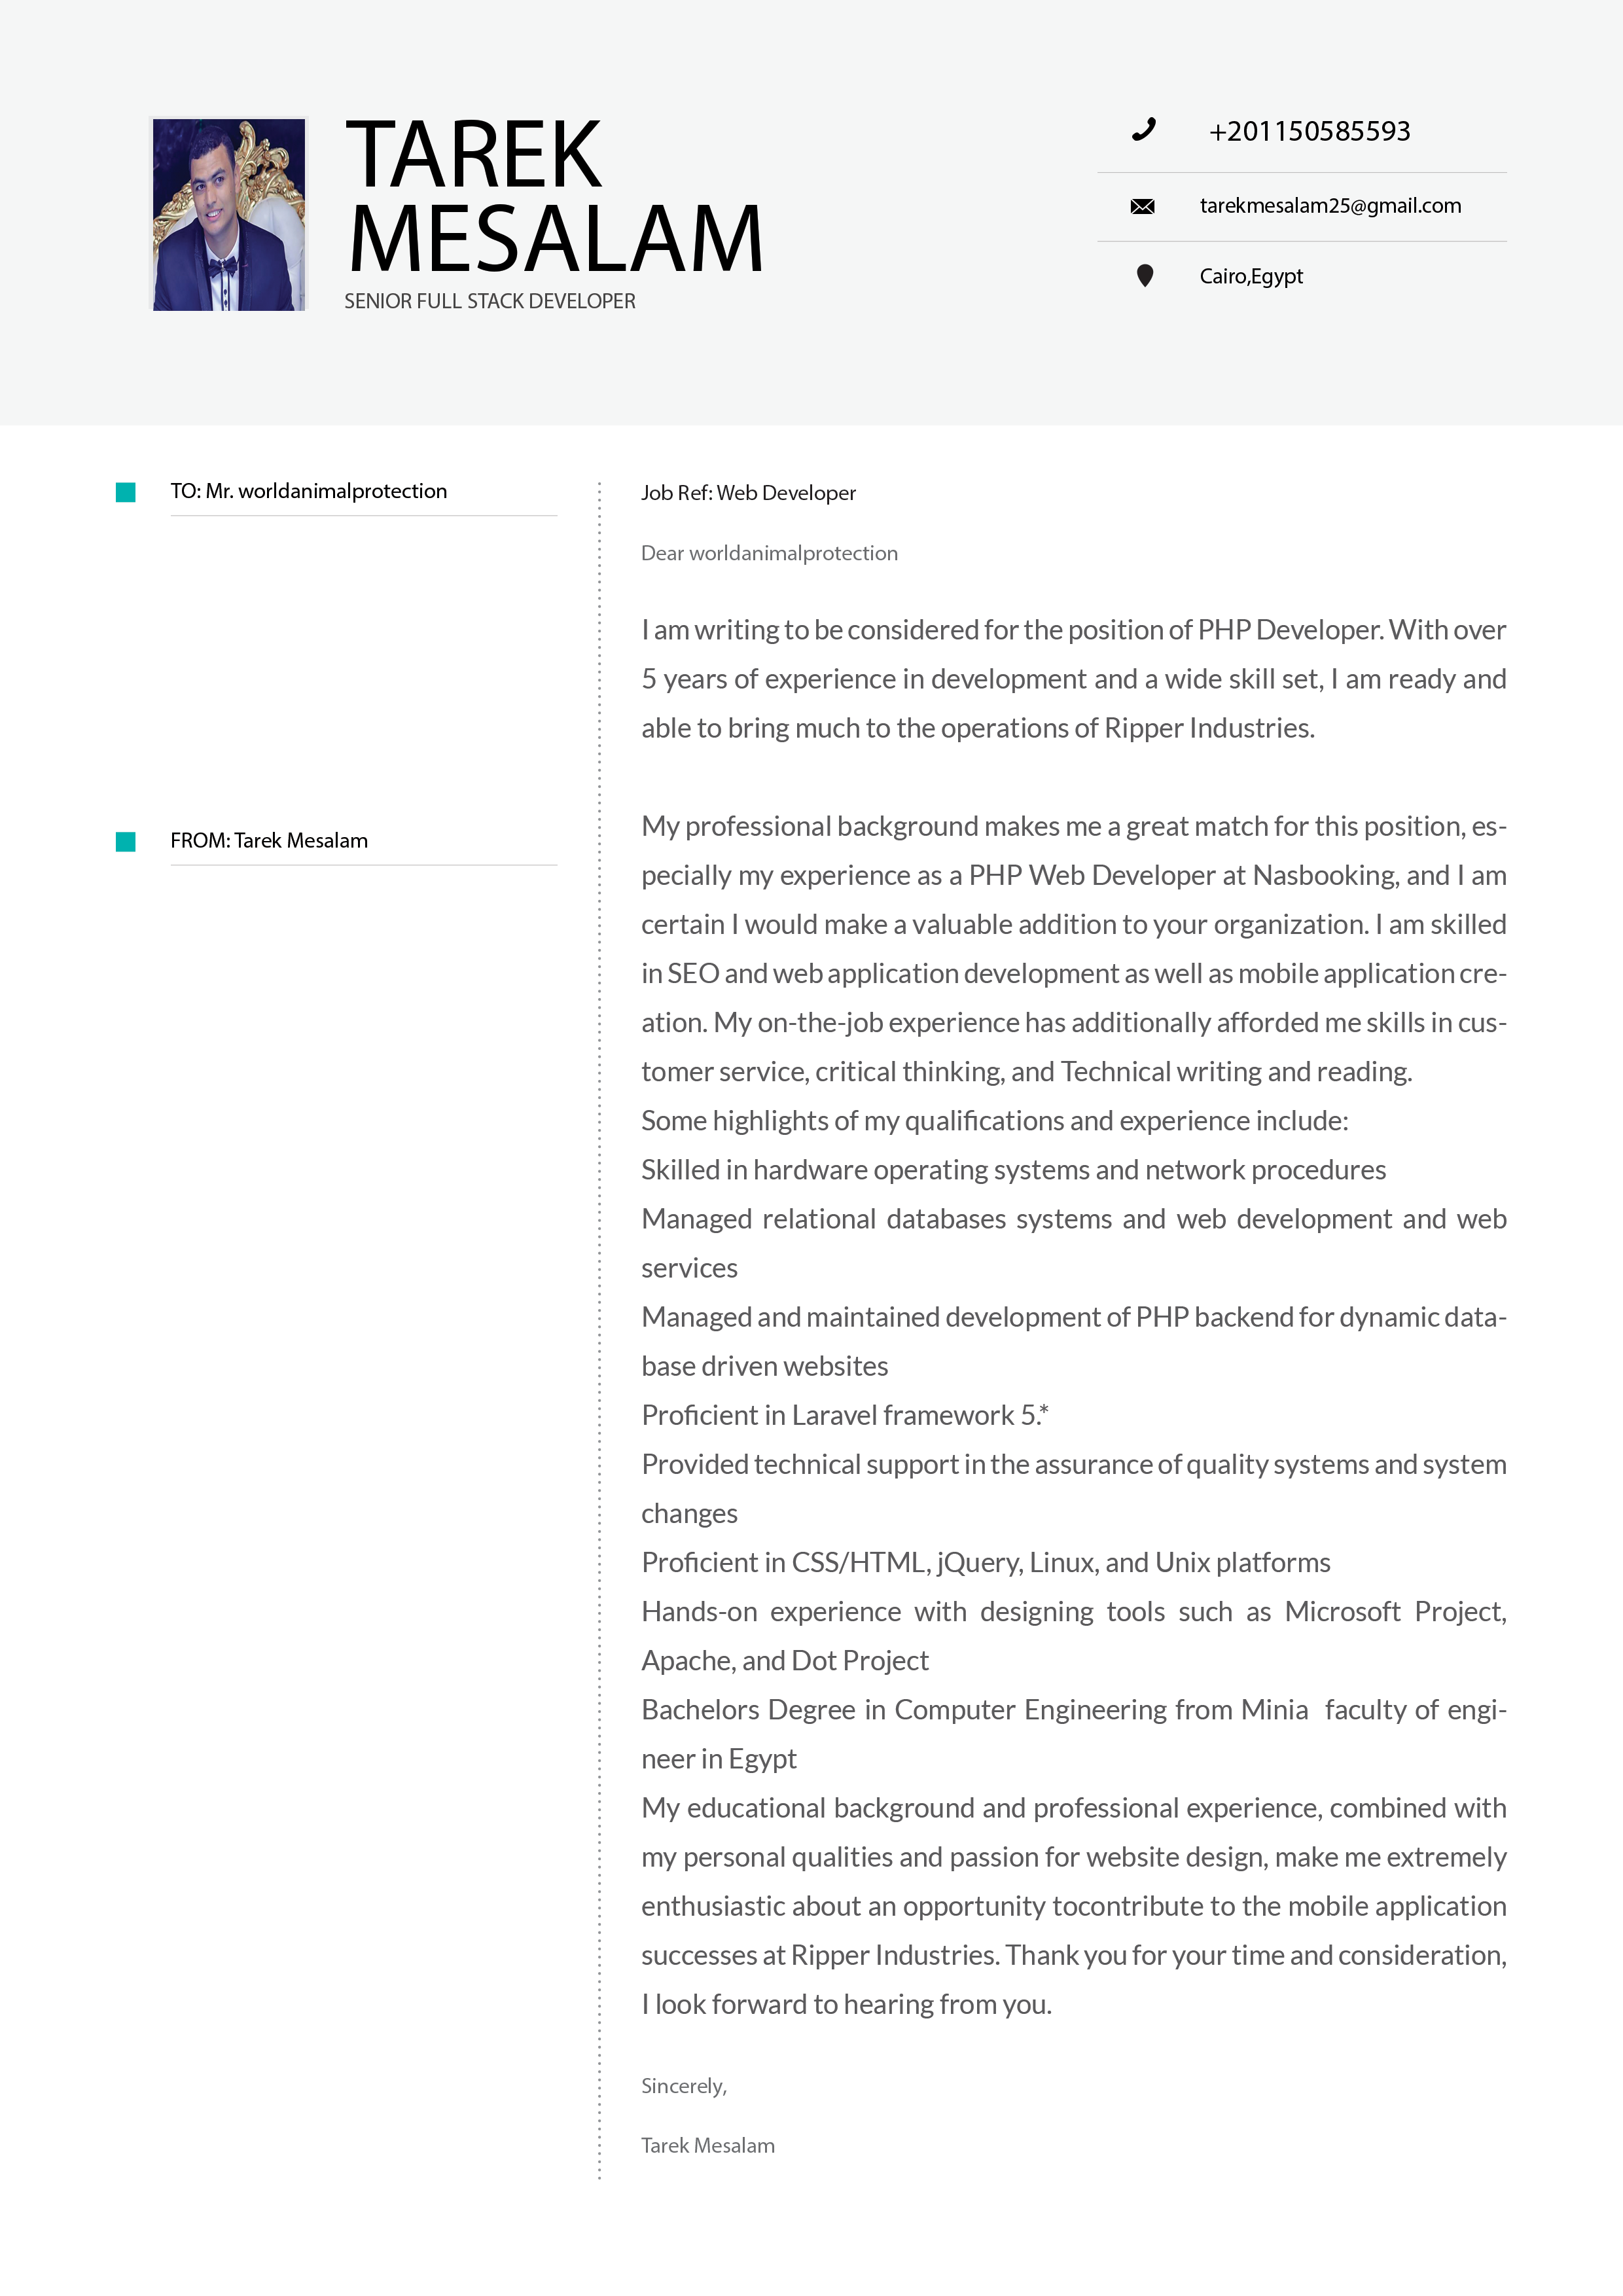 TAREK
MESALAM
SENIOR FULL STACK DEVELOPER
+201150585593
tarekmesalam25@gmail.com
Cairo,Egypt
TO: Mr. worldanimalprotection
FROM: Tarek Mesalam
Job Ref: Web Developer
Dear worldanimalprotection
I am writing to be considered for the position of PHP Developer. With over
5 years of experience in development and a wide skill set, I am ready and
able to bring much to the operations of Ripper Industries.
My professional background makes me a great match for this position, es-
pecially my experience as a PHP Web Developer at Nasbooking, and I am
certain I would make a valuable addition to your organization. I am skilled
in SEO and web application development as well as mobile application cre-
ation. My on-the-job experience has additionally afforded me skills in cus-
tomer service, critical thinking, and Technical writing and reading.
Some highlights of my qualifications and experience include:
Skilled in hardware operating systems and network procedures
Managed relational databases systems and web development and web
services
Managed and maintained development of PHP backend for dynamic data-
base driven websites
Proficient in Laravel framework 5.*
Provided technical support in the assurance of quality systems and system
changes
Proficient in CSS/HTML, jQuery, Linux, and Unix platforms
Hands-on experience with designing tools such as Microsoft Project,
Apache, and Dot Project
Bachelors Degree in Computer Engineering from Minia  faculty of engi-
neer in Egypt
My educational background and professional experience, combined with
my personal qualities and passion for website design, make me extremely
enthusiastic about an opportunity tocontribute to the mobile application
successes at Ripper Industries. Thank you for your time and consideration,
I look forward to hearing from you.
Sincerely,
Tarek Mesalam